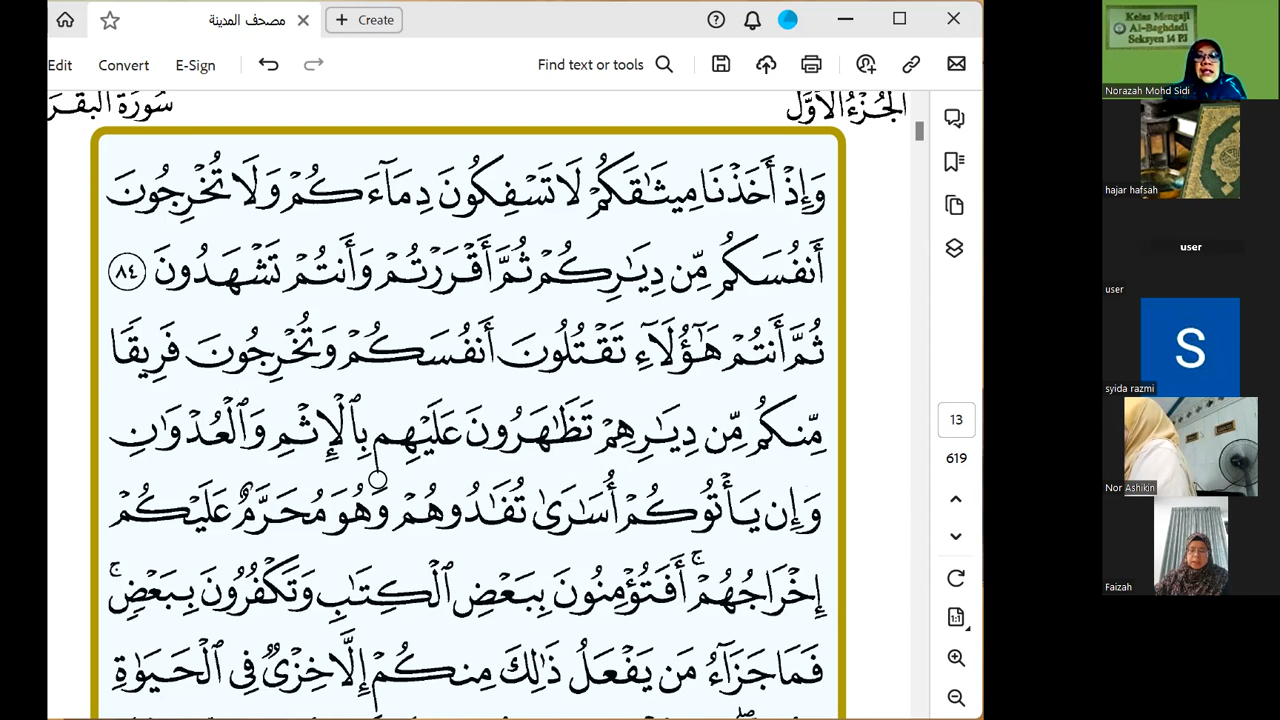 مصحف المدينة
Create
Edit
Convert
E-Sign
Find text or tools
الجُزْءُ الأَوَّلُ
سُورَةُ البَقَرَ
وَإِذْ أَخَذْنَا مِيثَٰقَكُمْ لَا تَسْفِكُونَ دِمَآءَكُمْ وَلَا تُخْرِجُونَ
أَنفُسَكُم مِّن دِيَٰرِكُمْ ثُمَّ أَقْرَرْتُمْ وَأَنتُمْ تَشْهَدُونَ ٨٤
ثُمَّ أَنتُمْ هَٰٓؤُلَآءِ تَقْتُلُونَ أَنفُسَكُمْ وَتُخْرِجُونَ فَرِيقًا
مِّنكُم مِّن دِيَٰرِهِمْ تَظَٰهَرُونَ عَلَيْهِم بِٱلْإِثْمِ وَٱلْعُدْوَٰنِ
وَإِن يَأْتُوكُمْ أُسَٰرَىٰ تُفَٰدُوهُمْ وَهُوَ مُحَرَّمٌ عَلَيْكُمْ
إِخْرَاجُهُمْ ۚ أَفَتُؤْمِنُونَ بِبَعْضِ ٱلْكِتَٰبِ وَتَكْفُرُونَ بِبَعْضٍ ۚ
فَمَا جَزَآءُ مَن يَفْعَلُ ذَٰلِكَ مِنكُمْ إِلَّا خِزْىٌ فِى ٱلْحَيَوٰةِ
13
619
1:1
Kelas Mengaji
Al-Baghdadi
Seksyen 14 PJ
Norazah Mohd Sidi
hajar hafsah
user
user
S
syida razmi
Nor Ashikin
Faizah